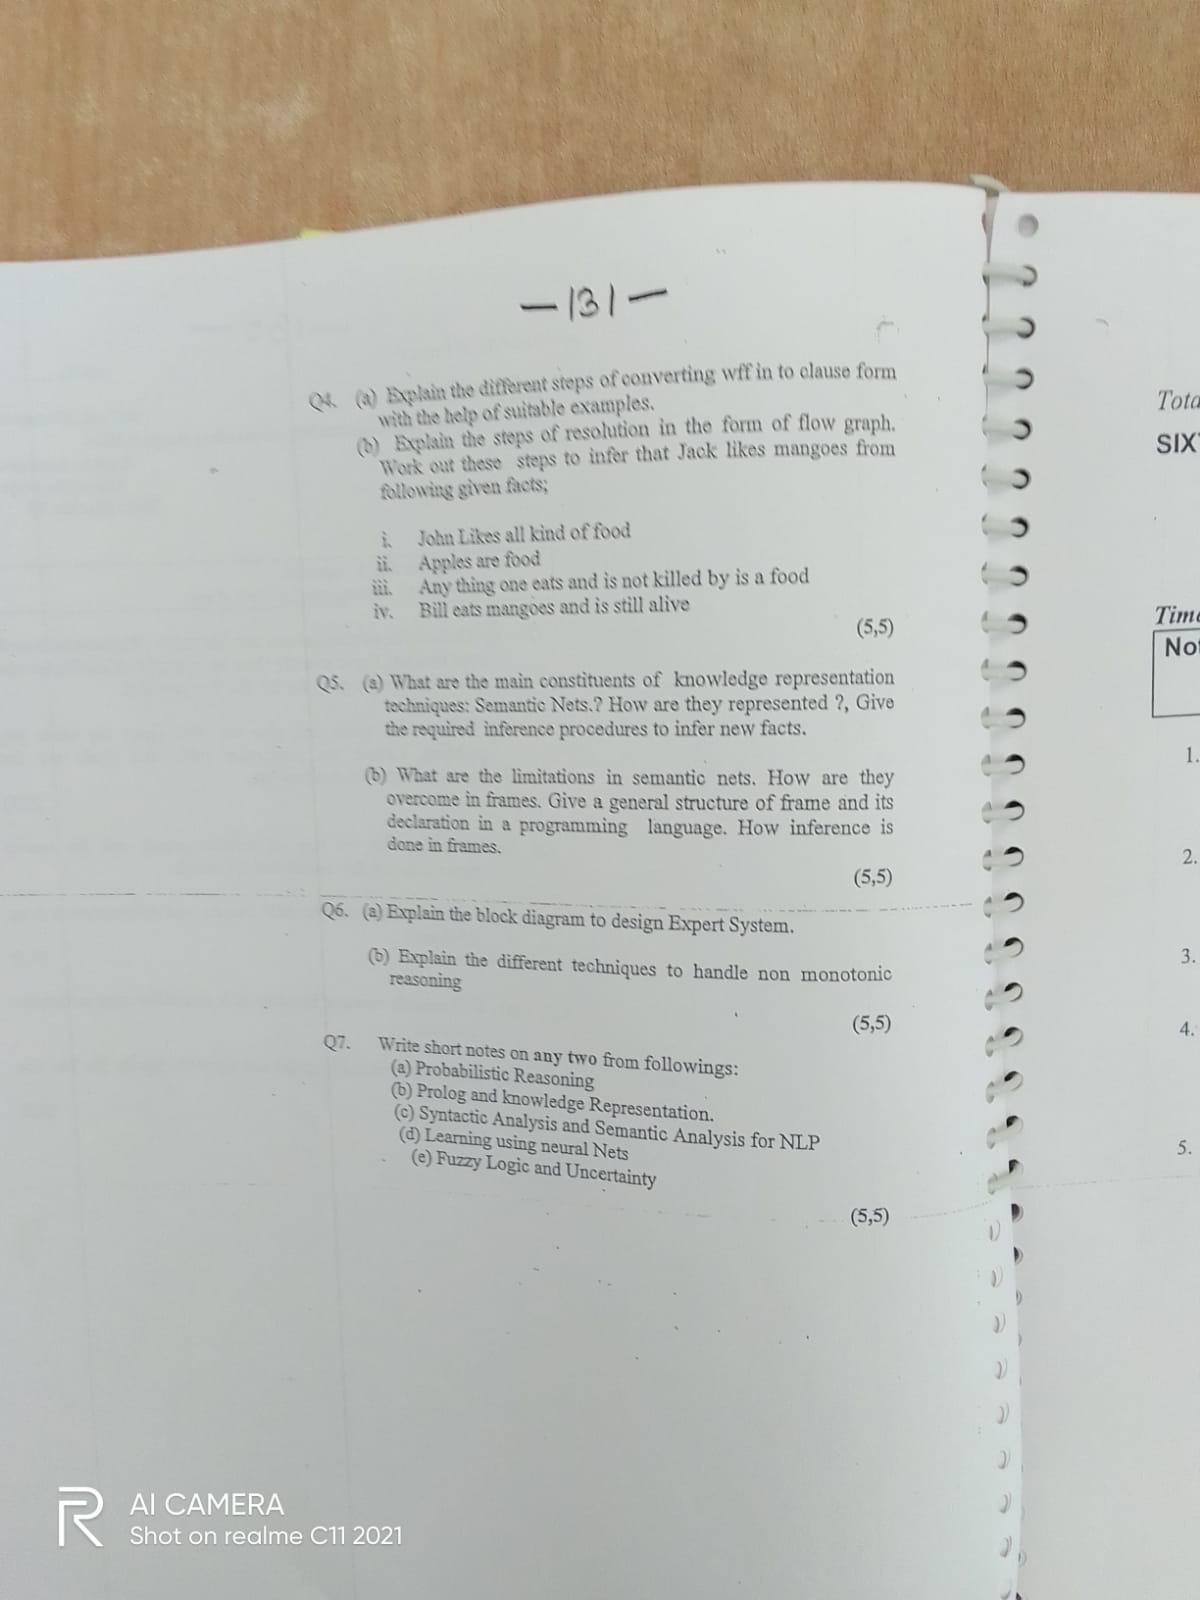 -131-
Q4. (a) Explain the different steps of converting wff in to clause form
with the help of suitable examples.
(b) Explain the steps of resolution in the form of flow graph.
Work out these steps to infer that Jack likes mangoes from
following given facts;
i. John Likes all kind of food
ii. Apples are food
iii. Any thing one eats and is not killed by is a food
iv. Bill eats mangoes and is still alive
(5,5)
Q5. (a) What are the main constituents of knowledge representation
techniques: Semantic Nets.? How are they represented ?, Give
the required inference procedures to infer new facts.
(b) What are the limitations in semantic nets. How are they
overcome in frames. Give a general structure of frame and its
declaration in a programming language. How inference is
done in frames.
(5,5)
Q6. (a) Explain the block diagram to design Expert System.
(b) Explain the different techniques to handle non monotonic
reasoning
(5,5)
Q7. Write short notes on any two from followings:
(a) Probabilistic Reasoning
(b) Prolog and knowledge Representation.
(c) Syntactic Analysis and Semantic Analysis for NLP
(d) Learning using neural Nets
(e) Fuzzy Logic and Uncertainty
(5,5)
Tota
SIX
Time
No
1.
2.
3.
4.
5.
AI CAMERA
Shot on realme C11 2021